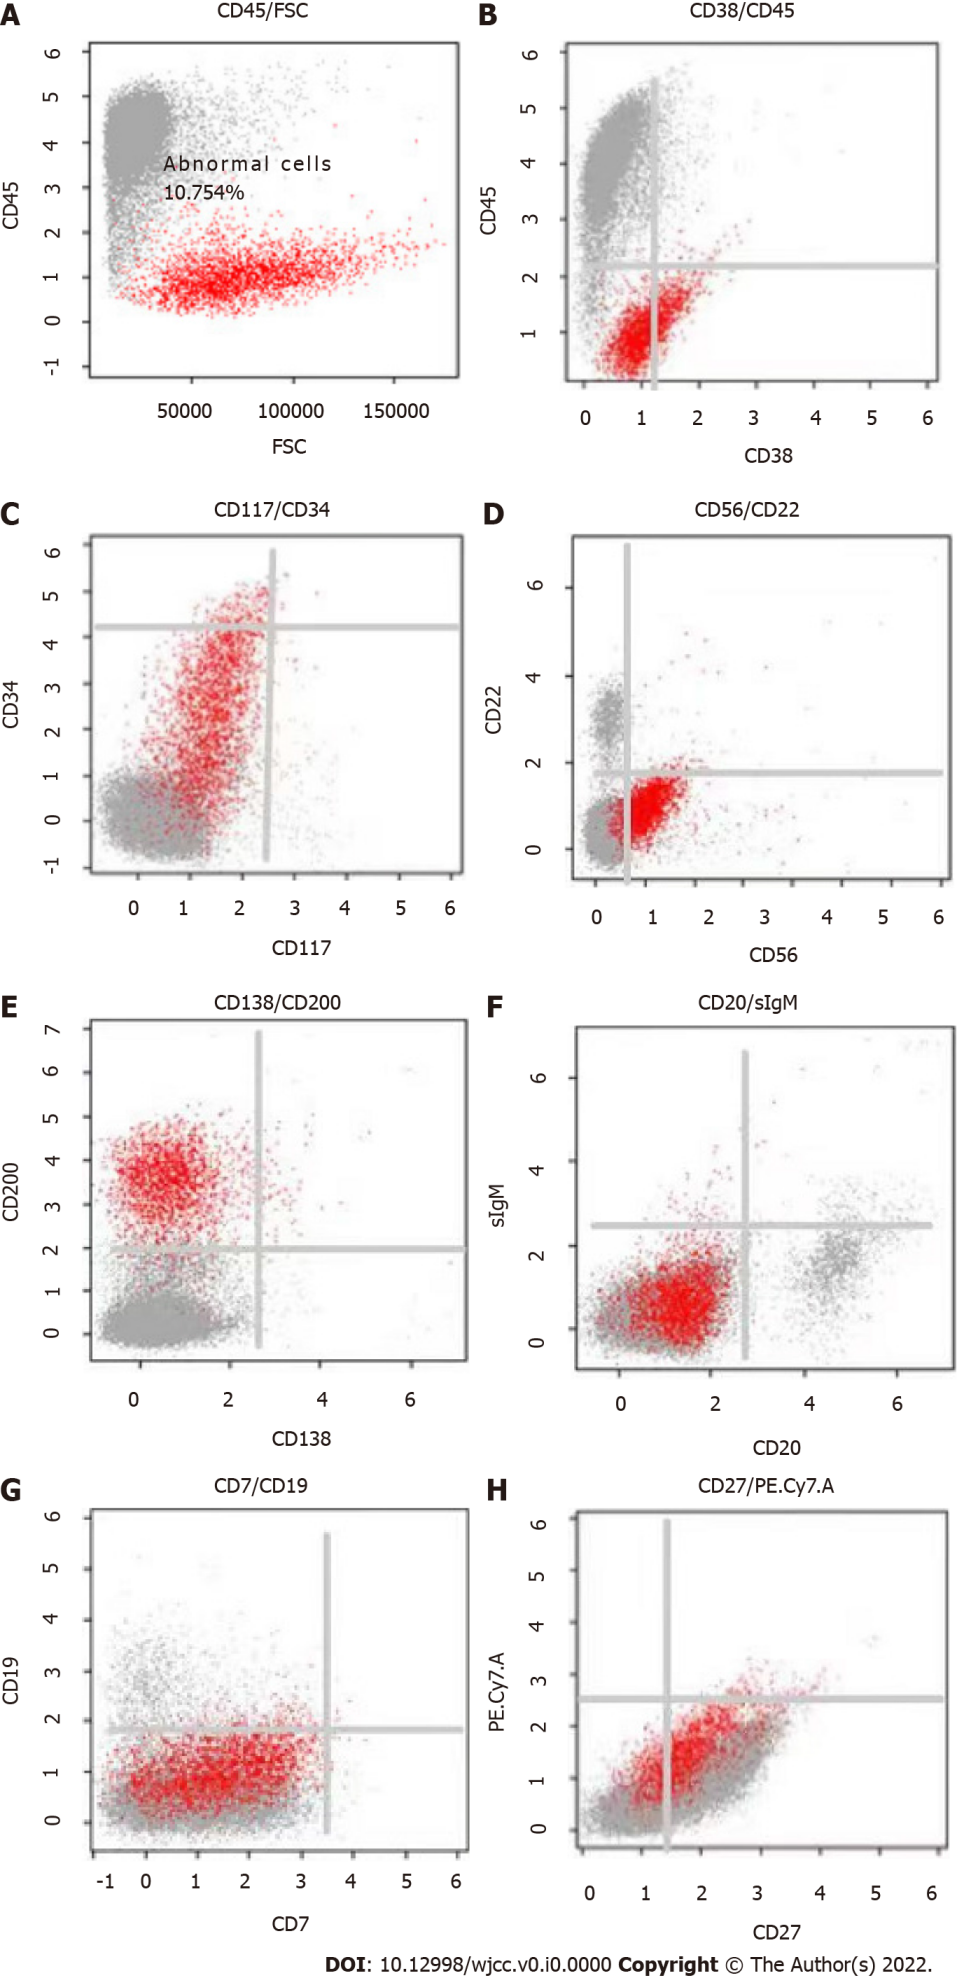 A
CD45/FSC
6
5
4
3
2
1
0
-1
CD45
Abnormal cells
10.754%
50000
100000
150000
FSC
B
CD38/CD45
6
5
4
3
2
1
CD45
0 1 2 3 4 5 6
CD38
C
CD117/CD34
6
5
4
3
2
1
0
-1
CD34
0 1 2 3 4 5 6
CD117
D
CD56/CD22
6
4
2
0
CD22
0 1 2 3 4 5 6
CD56
E
CD138/CD200
7
6
5
4
3
2
1
0
CD200
0 2 4 6
CD138
F
CD20/sIgM
6
4
2
0
sIgM
0 2 4 6
CD20
G
CD7/CD19
6
5
4
3
2
1
0
CD19
-1 0 1 2 3 4 5 6
CD7
H
CD27/PE.Cy7.A
6
5
4
3
2
1
0
PE.Cy7.A
0 1 2 3 4 5 6
CD27
DOI: 10.12998/wjcc.v0.i0.0000 Copyright © The Author(s) 2022.